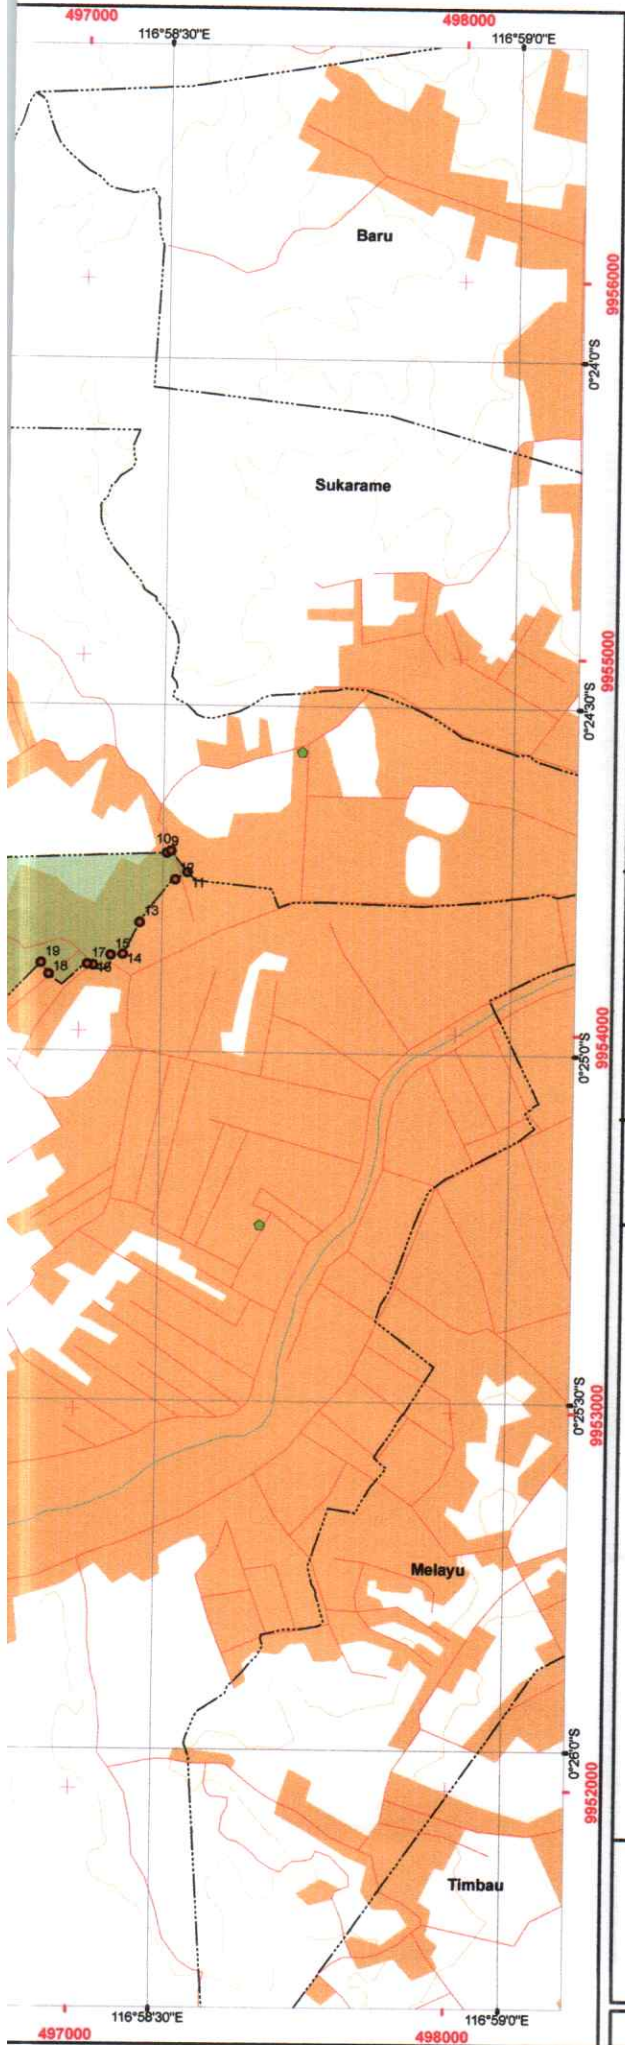 497000
498000
116°58'30"E
116°59'0"E
Baru
9956000
0°24'0"S
Sukarame
9955000
0°24'30"S
10
9
12
11
13
19
17
15
14
18
16
9954000
0°25'0"S
0°25'30"S
9953000
Melayu
0°26'0"S
9952000
Timbau
116°58'30"E
116°59'0"E
497000
498000